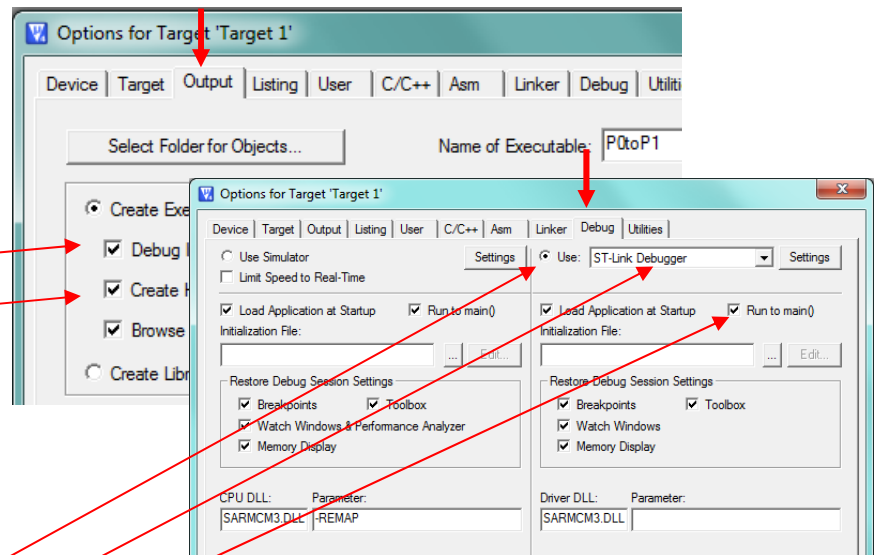 Options for Target 'Target 1'
Device Target Output Listing User C/C++ Asm Linker Debug
Select Folder for Objects... Name of Executable: P0toP1
Create
Debug
Create
Browse
Create
Options for Target 'Target 1'
Device Target Output Listing User C/C++ Asm Linker Debug Utilities
Use Simulator Settings Use: ST-Link Debugger Settings
Limit Speed to Real-Time
Load Application at Startup Run to main() Load Application at Startup Run to main()
Initialization File: Initialization File:
... Edit... ... Edit...
Restore Debug Session Settings Restore Debug Session Settings
Breakpoints Toolbox Breakpoints Toolbox
Watch Windows & Performance Analyzer Watch Windows
Memory Display Memory Display
CPU DLL: Parameter: Driver DLL: Parameter:
SARMCM3.DLL -REMAP SARMCM3.DLL